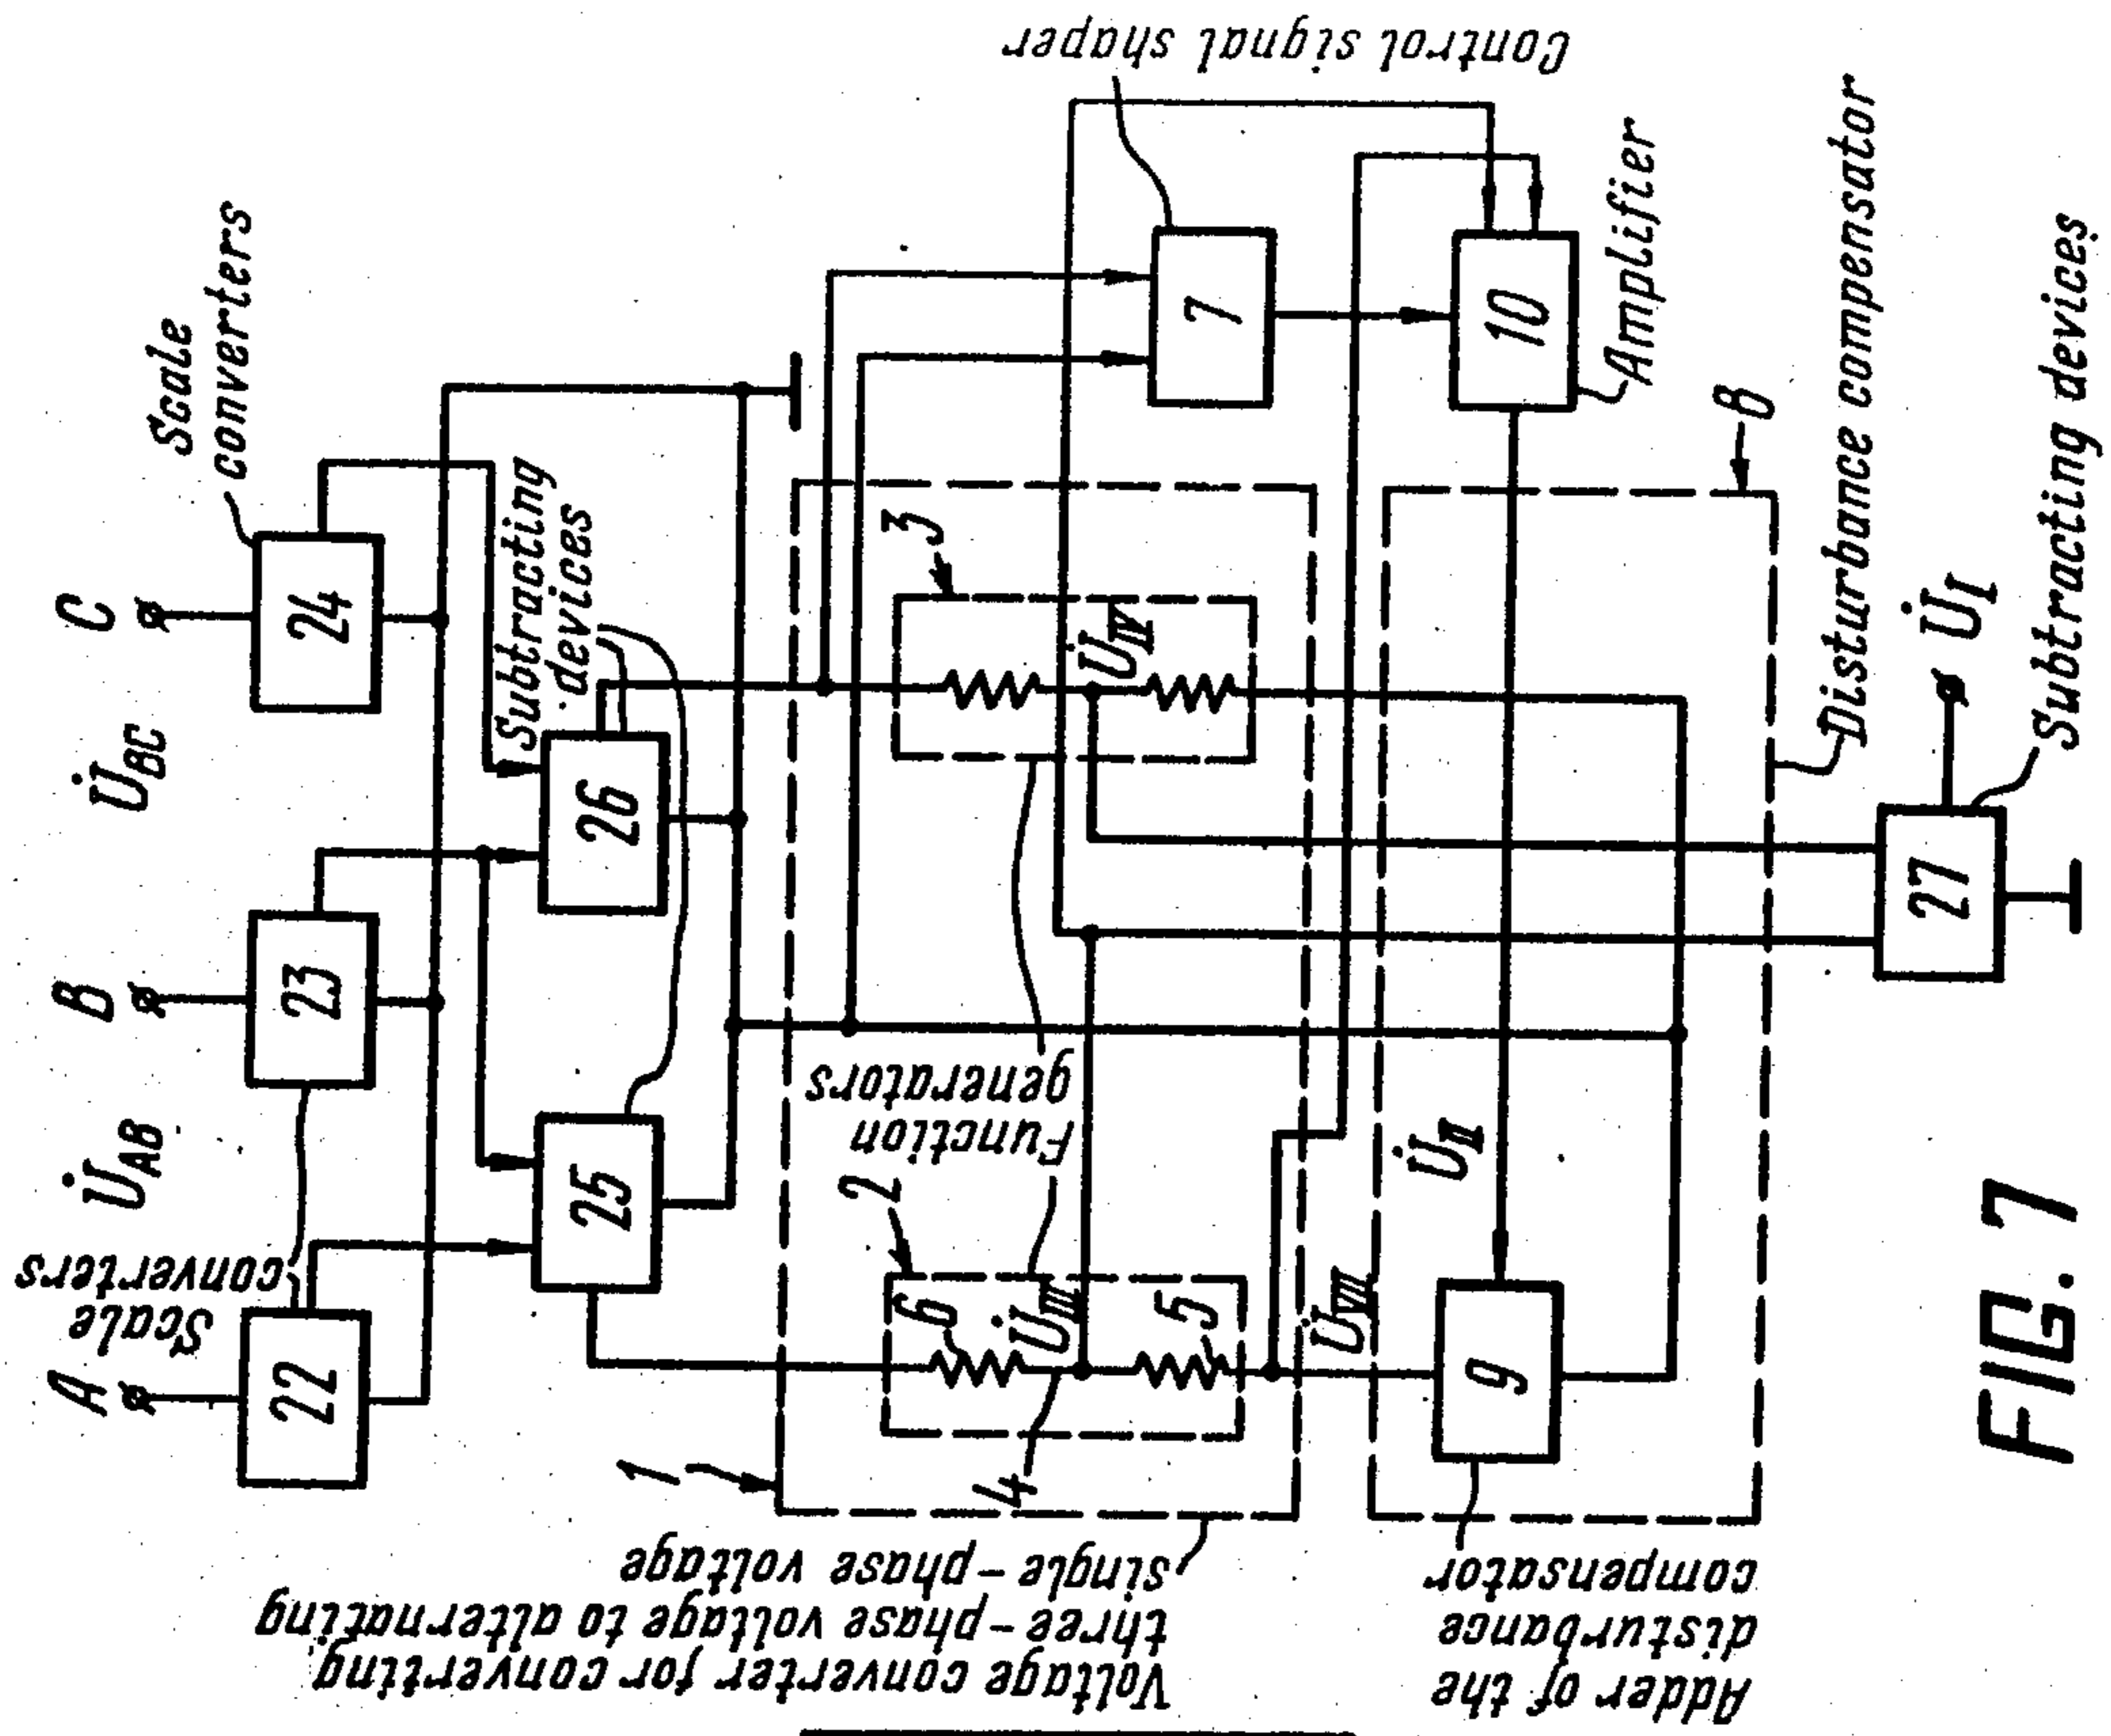 A
B
C
U̇AB
U̇BC
Scale
converters
Scale
converters
22
23
24
Subtracting
devices
25
26
1
2
3
Function
generators
6
U̇III
U̇IV
4
5
7
Control signal shaper
Voltage converter for converting
three-phase voltage to alternating
single-phase voltage
U̇VII
U̇II
9
10
Amplifier
8
Adder of the
disturbance
compensator
Disturbance compensator
27
U̇I
Subtracting devices
FIG. 7